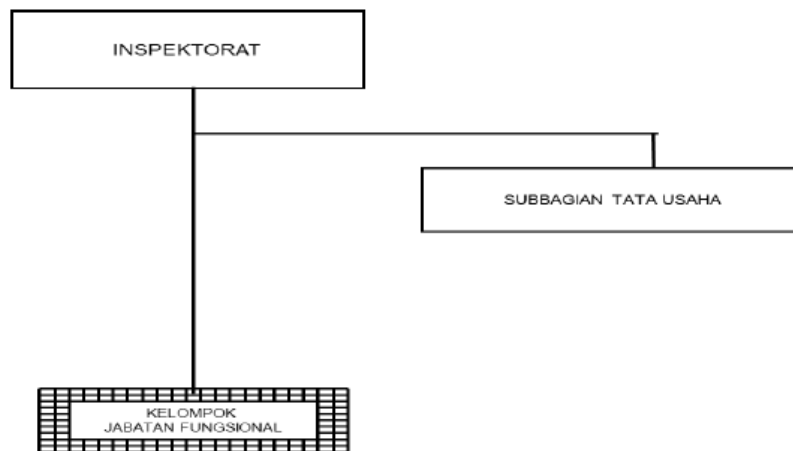 INSPEKTORAT
SUBBAGIAN TATA USAHA
KELOMPOK
JABATAN FUNGSIONAL